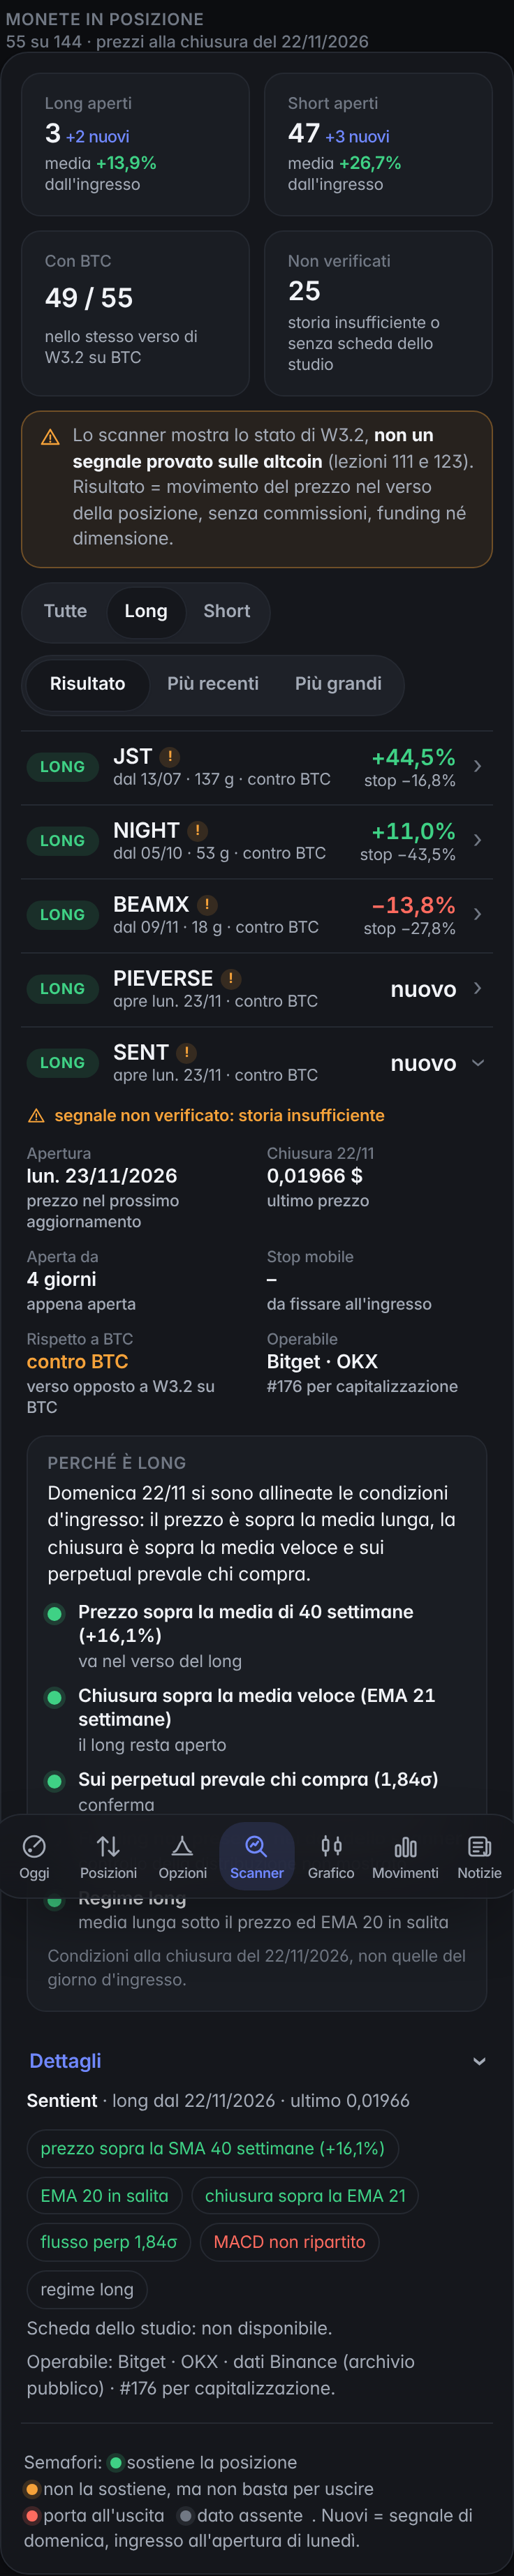 MONETE IN POSIZIONE
55 su 144 · prezzi alla chiusura del 22/11/2026
Long aperti
3 +2 nuovi
media +13,9%
dall'ingresso
Short aperti
47 +3 nuovi
media +26,7%
dall'ingresso
Con BTC
49 / 55
nello stesso verso di
W3.2 su BTC
Non verificati
25
storia insufficiente o
senza scheda dello
studio
Lo scanner mostra lo stato di W3.2, non un
segnale provato sulle altcoin (lezioni 111 e 123).
Risultato = movimento del prezzo nel verso
della posizione, senza commissioni, funding né
dimensione.
Tutte Long Short
Risultato Più recenti Più grandi
LONG JST ! +44,5%
dal 13/07 · 137 g · contro BTC stop −16,8%
LONG NIGHT ! +11,0%
dal 05/10 · 53 g · contro BTC stop −43,5%
LONG BEAMX ! −13,8%
dal 09/11 · 18 g · contro BTC stop −27,8%
LONG PIEVERSE ! nuovo
apre lun. 23/11 · contro BTC
LONG SENT ! nuovo
apre lun. 23/11 · contro BTC
segnale non verificato: storia insufficiente
Apertura
lun. 23/11/2026
prezzo nel prossimo
aggiornamento
Chiusura 22/11
0,01966 $
ultimo prezzo
Aperta da
4 giorni
appena aperta
Stop mobile
–
da fissare all'ingresso
Rispetto a BTC
contro BTC
verso opposto a W3.2 su
BTC
Operabile
Bitget · OKX
#176 per capitalizzazione
PERCHÉ È LONG
Domenica 22/11 si sono allineate le condizioni
d'ingresso: il prezzo è sopra la media lunga, la
chiusura è sopra la media veloce e sui
perpetual prevale chi compra.
Prezzo sopra la media di 40 settimane
(+16,1%)
va nel verso del long
Chiusura sopra la media veloce (EMA 21
settimane)
il long resta aperto
Sui perpetual prevale chi compra (1,84σ)
conferma
Oggi Posizioni Opzioni Scanner Grafico Movimenti Notizie
Regime long
media lunga sotto il prezzo ed EMA 20 in salita
Condizioni alla chiusura del 22/11/2026, non quelle del
giorno d'ingresso.
Dettagli
Sentient · long dal 22/11/2026 · ultimo 0,01966
prezzo sopra la SMA 40 settimane (+16,1%)
EMA 20 in salita chiusura sopra la EMA 21
flusso perp 1,84σ MACD non ripartito
regime long
Scheda dello studio: non disponibile.
Operabile: Bitget · OKX · dati Binance (archivio
pubblico) · #176 per capitalizzazione.
Semafori: sostiene la posizione
non la sostiene, ma non basta per uscire
porta all'uscita dato assente . Nuovi = segnale di
domenica, ingresso all'apertura di lunedì.